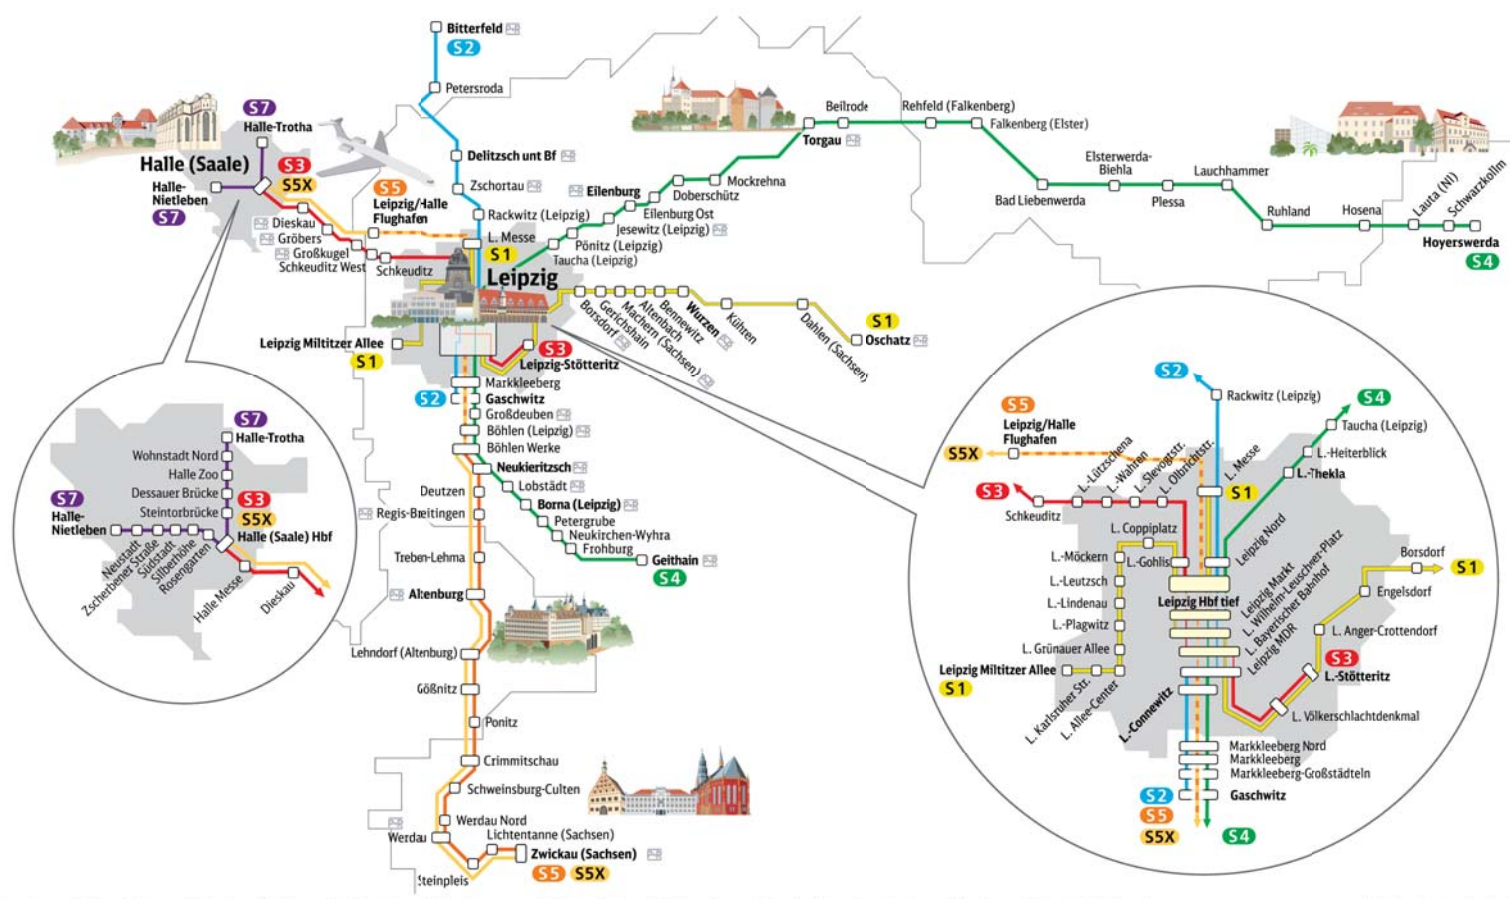 Bitterfeld
S2
Petersroda
Delitzsch unt Bf
Zschortau
Rackwitz (Leipzig)
L. Messe
S1
Leipzig
S7
Halle-Trotha
Halle (Saale)
S3
S5X
Halle-
Nietleben
S7
S5
Leipzig/Halle
Flughafen
Dieskau
Gröbers
Großkugel
Schkeuditz West
Schkeuditz
Eilenburg
Mockrehna
Doberschütz
Eilenburg Ost
Jesewitz (Leipzig)
Pönitz (Leipzig)
Taucha (Leipzig)
Torgau
Beilrode
Rehfeld (Falkenberg)
Falkenberg (Elster)
Bad Liebenwerda
Elsterwerda-
Biehla
Plessa
Lauchhammer
Ruhland
Hosena
Lauta (Nl)
Schwarzkollm
Hoyerswerda
S4
Borsdorf
Gerichshain
Machern (Sachsen)
Altenbach
Bennewitz
Wurzen
Kühren
Dahlen (Sachsen)
S1
Oschatz
Leipzig Miltitzer Allee
S1
S3
Leipzig-Stötteritz
Markkleeberg
S2
Gaschwitz
Großdeuben
Böhlen (Leipzig)
Böhlen Werke
Neukieritzsch
Lobstädt
Borna (Leipzig)
Petergrube
Neukirchen-Wyhra
Frohburg
Geithain
S4
Deutzen
Regis-Breitingen
Treben-Lehma
Altenburg
Lehndorf (Altenburg)
Gößnitz
Ponitz
Crimmitschau
Schweinsburg-Culten
Werdau Nord
Werdau
Lichtentanne (Sachsen)
Zwickau (Sachsen)
S5
S5X
Steinpleis
S7
Halle-Trotha
Wohnstadt Nord
Halle Zoo
Dessauer Brücke
Steintorbrücke
S7
Halle-
Nietleben
S3
S5X
Halle (Saale) Hbf
Neustadt
Zscherbener Straße
Südstadt
Silberhöhe
Rosengarten
Halle Messe
Dieskau
S2
Rackwitz (Leipzig)
S4
Taucha (Leipzig)
L.-Heiterblick
L.-Thekla
S5
Leipzig/Halle
Flughafen
S5X
S3
Schkeuditz
L.-Lützschena
L.-Wahren
L. Slevogtstr.
L. Olbrichtstr.
L. Messe
S1
Leipzig Nord
L. Coppiplatz
L.-Gohlis
L.-Möckern
L.-Leutzsch
L.-Lindenau
L.-Plagwitz
L. Grünauer Allee
Leipzig Miltitzer Allee
S1
L. Karlsruher Str.
L. Allee-Center
Leipzig Hbf tief
Leipzig Markt
L. Wilhelm-Leuschner-Platz
L. Bayerischer Bahnhof
Leipzig MDR
L.-Connewitz
Borsdorf
S1
Engelsdorf
L. Anger-Crottendorf
S3
L.-Stötteritz
L. Völkerschlachtdenkmal
Markkleeberg Nord
Markkleeberg
Markkleeberg-Großstädteln
Gaschwitz
S2
S5
S5X
S4